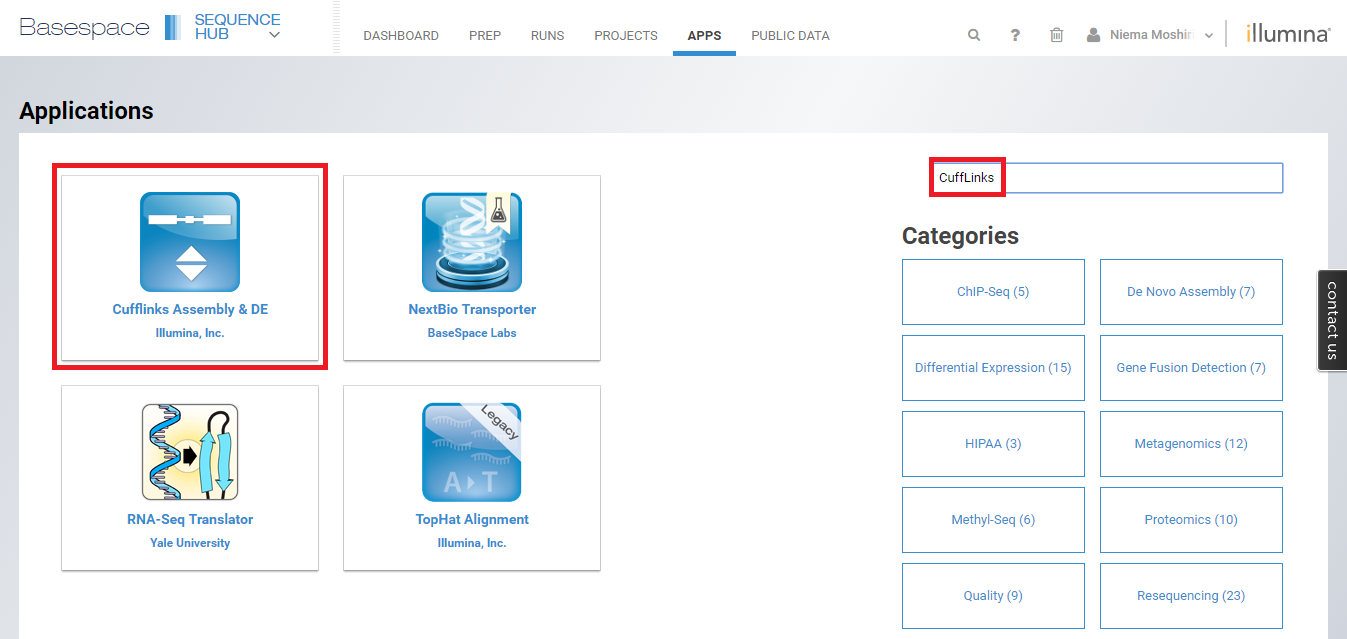 Basespace
SEQUENCE
HUB
DASHBOARD PREP RUNS PROJECTS APPS PUBLIC DATA
? Niema Moshiri
illumina®
Applications
CuffLinks
Cufflinks Assembly & DE
Illumina, Inc.
NextBio Transporter
BaseSpace Labs
Legacy
A T
RNA-Seq Translator
Yale University
TopHat Alignment
Illumina, Inc.
Categories
ChIP-Seq (5)
De Novo Assembly (7)
Differential Expression (15)
Gene Fusion Detection (7)
HIPAA (3)
Metagenomics (12)
Methyl-Seq (6)
Proteomics (10)
Quality (9)
Resequencing (23)
contact us